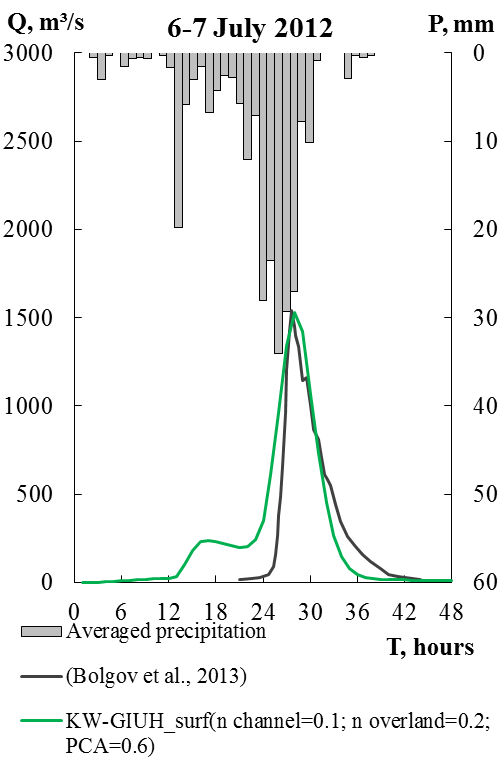 Q, m³/s 6-7 July 2012 P, mm
3000 0
2500 10
2000 20
1500 30
1000 40
500 50
0 60
0 6 12 18 24 30 36 42 48
Averaged precipitation
T, hours
(Bolgov et al., 2013)
KW-GIUH_surf(n channel=0.1; n overland=0.2;
PCA=0.6)